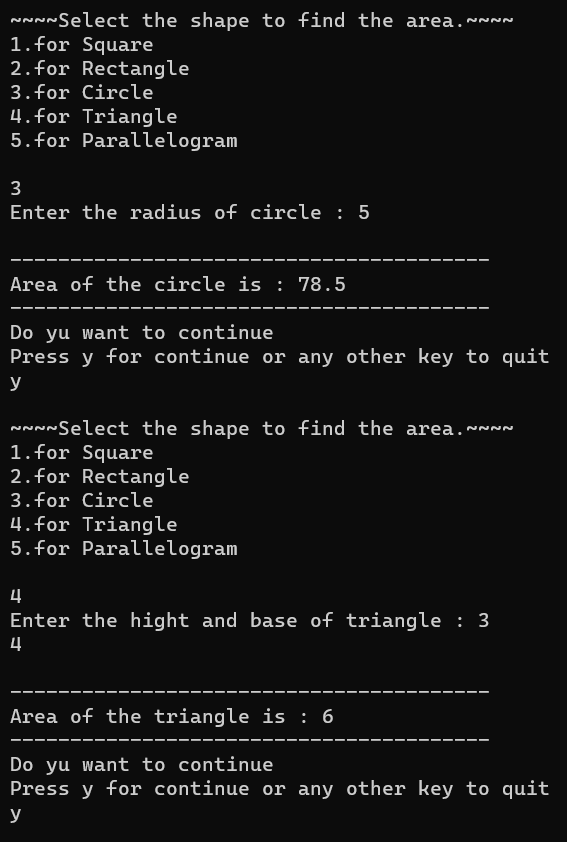 ~~~~Select the shape to find the area.~~~~
1.for Square
2.for Rectangle
3.for Circle
4.for Triangle
5.for Parallelogram
3
Enter the radius of circle : 5
----------------------------------------
Area of the circle is : 78.5
----------------------------------------
Do yu want to continue
Press y for continue or any other key to quit
y
~~~~Select the shape to find the area.~~~~
1.for Square
2.for Rectangle
3.for Circle
4.for Triangle
5.for Parallelogram
4
Enter the hight and base of triangle : 3
4
----------------------------------------
Area of the triangle is : 6
----------------------------------------
Do yu want to continue
Press y for continue or any other key to quit
y